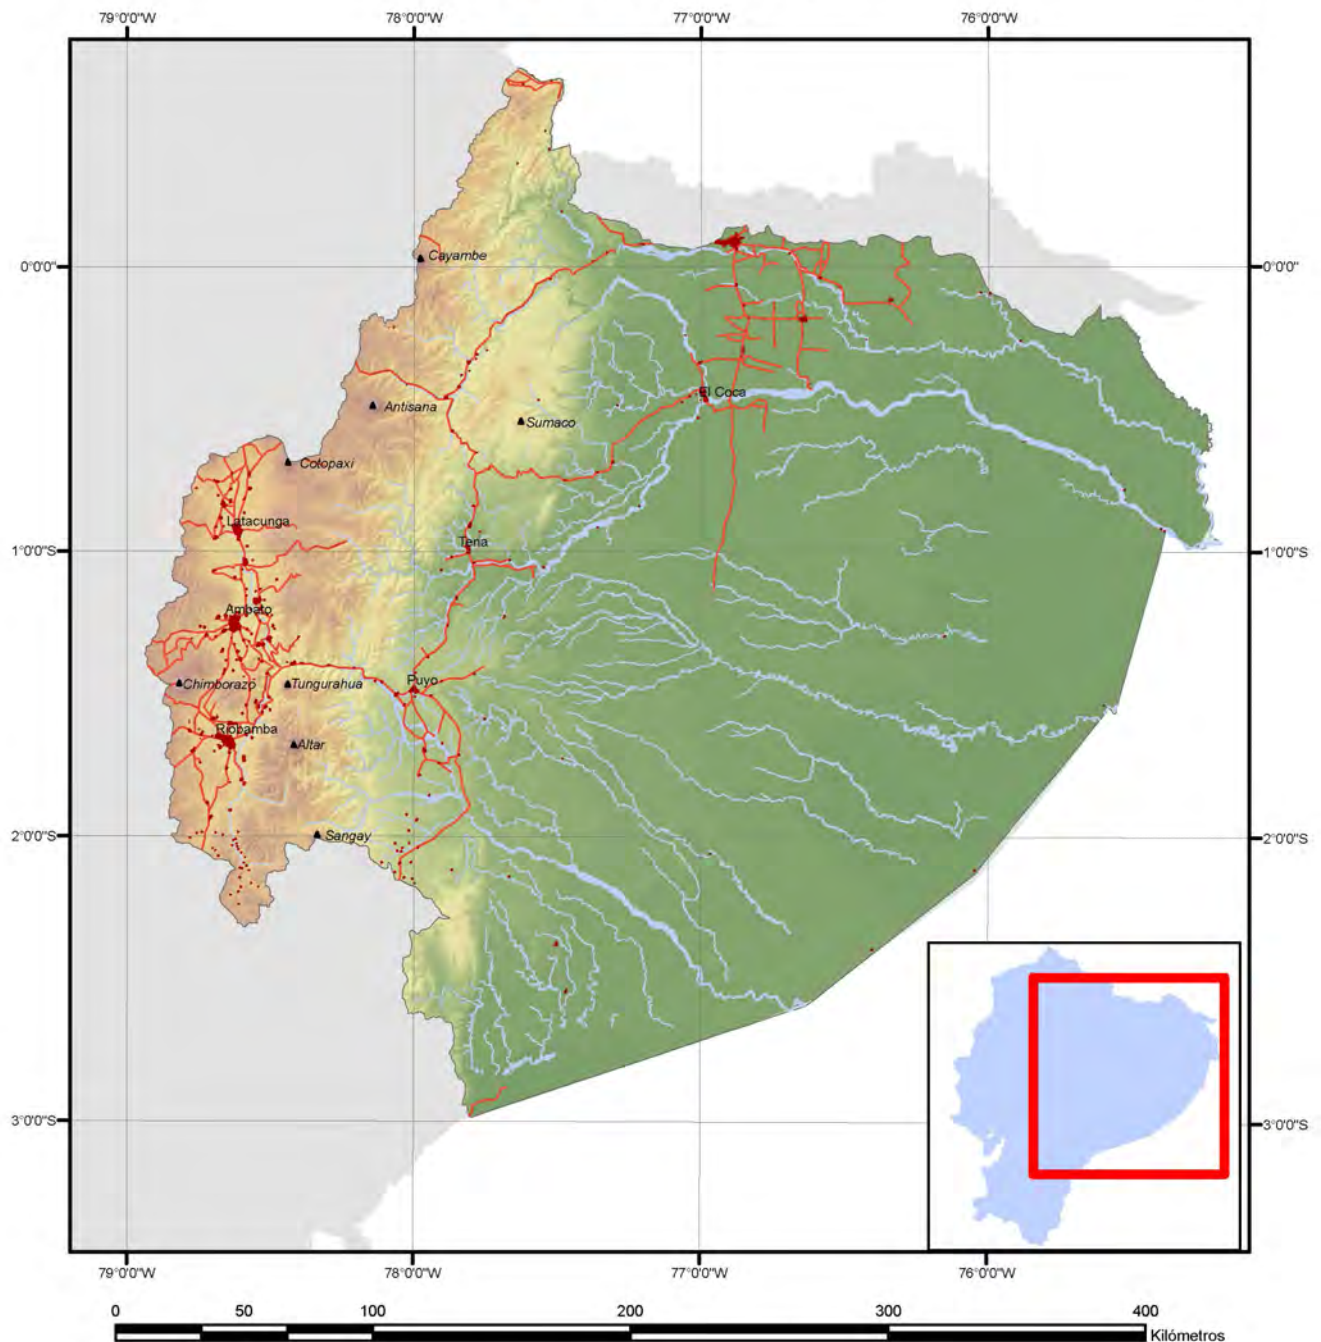 79°0'0"W 78°0'0"W 77°0'0"W 76°0'0"W
Cayambe
0°0'0" 0°0'0"
El Coca
Antisana
Sumaco
Cotopaxi
Latacunga
Tena
1°0'0"S 1°0'0"S
Ambato
Puyo
Chimborazo Tungurahua
Riobamba
Altar
Sangay
2°0'0"S 2°0'0"S
3°0'0"S 3°0'0"S
79°0'0"W 78°0'0"W 77°0'0"W 76°0'0"W
0 50 100 200 300 400
Kilómetros